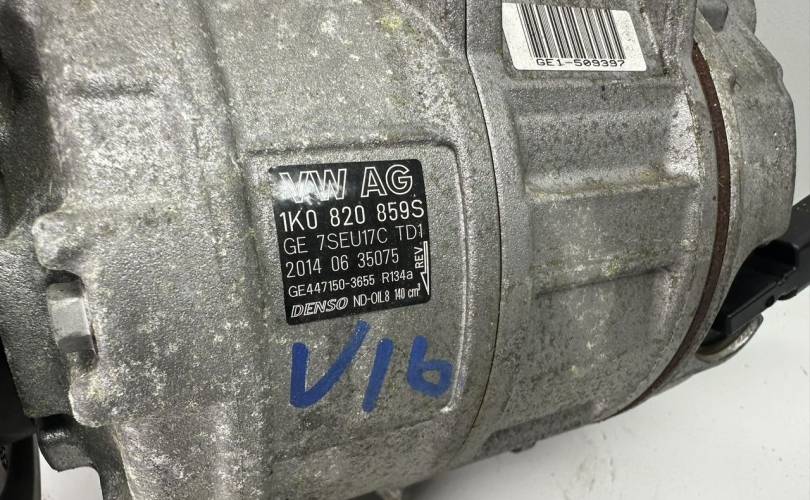 GE1-509397
VW AG
1K0 820 859S
GE 7SEU17C TD1
2014 06 35075
GE447150-3655 R134a
REV
DENSO ND-OIL8 140 cm³
V16